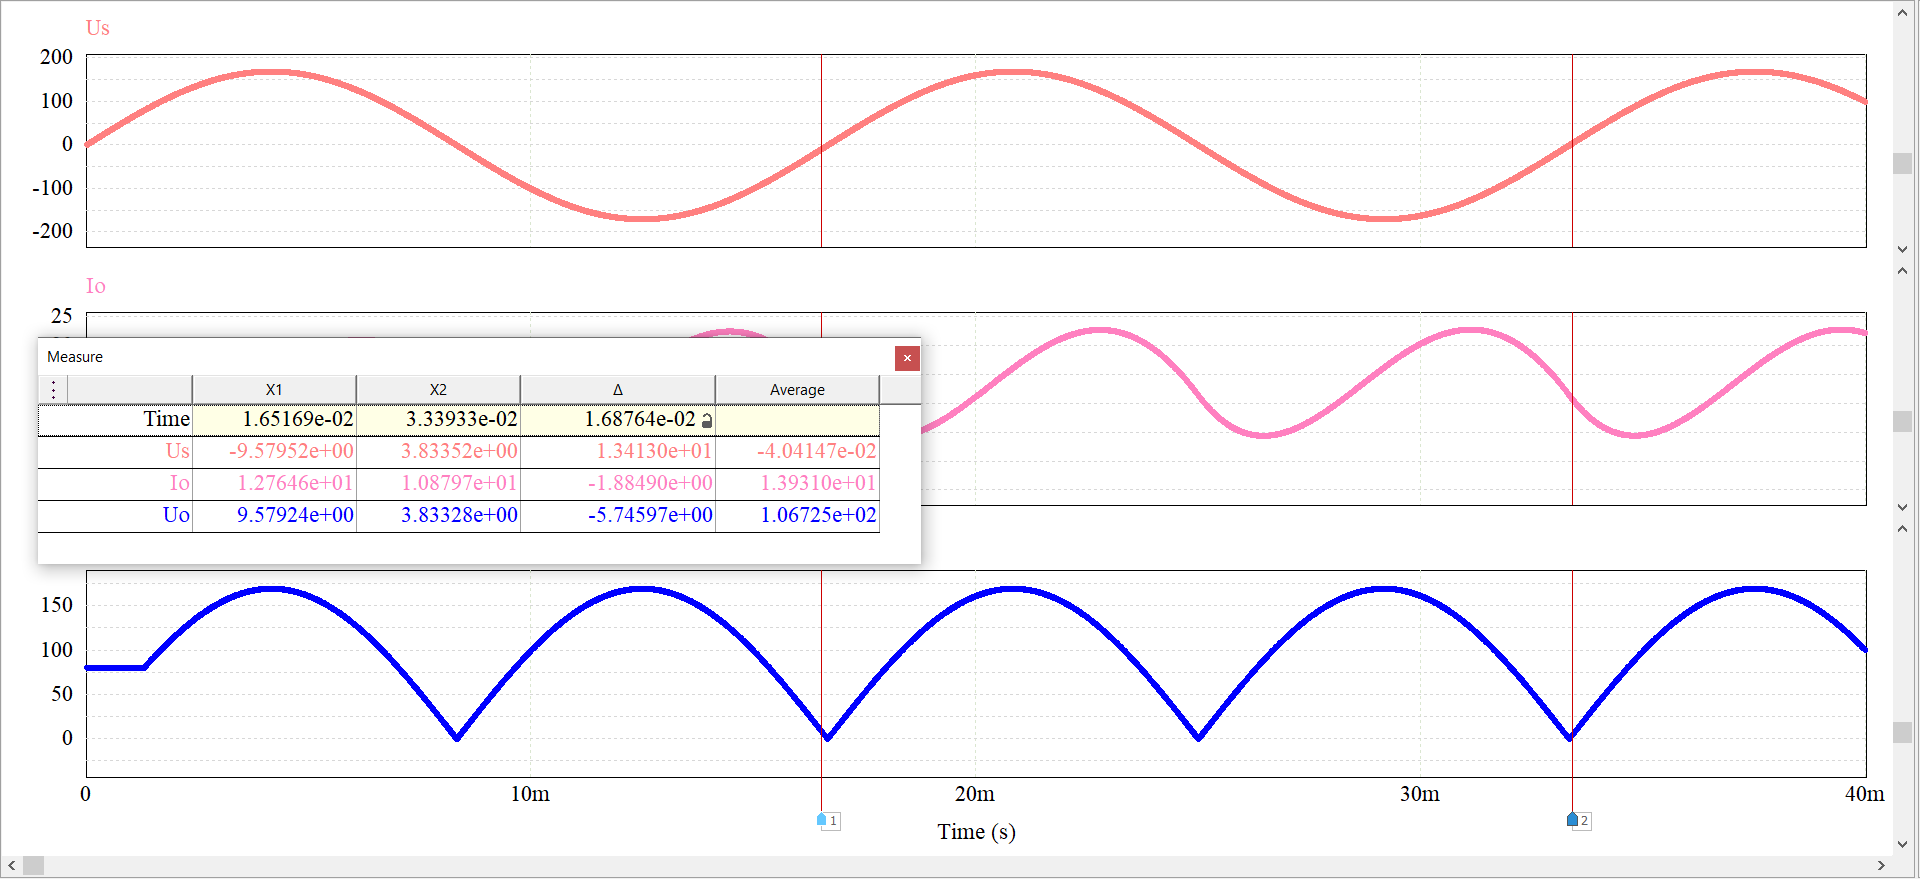 Us
200
100
0
-100
-200
Io
25
Measure
X1 X2 Δ Average
Time 1.65169e-02 3.33933e-02 1.68764e-02
Us -9.57952e+00 3.83352e+00 1.34130e+01 -4.04147e-02
Io 1.27646e+01 1.08797e+01 -1.88490e+00 1.39310e+01
Uo 9.57924e+00 3.83328e+00 -5.74597e+00 1.06725e+02
150
100
50
0
0 10m 20m 30m 40m
1 2
Time (s)